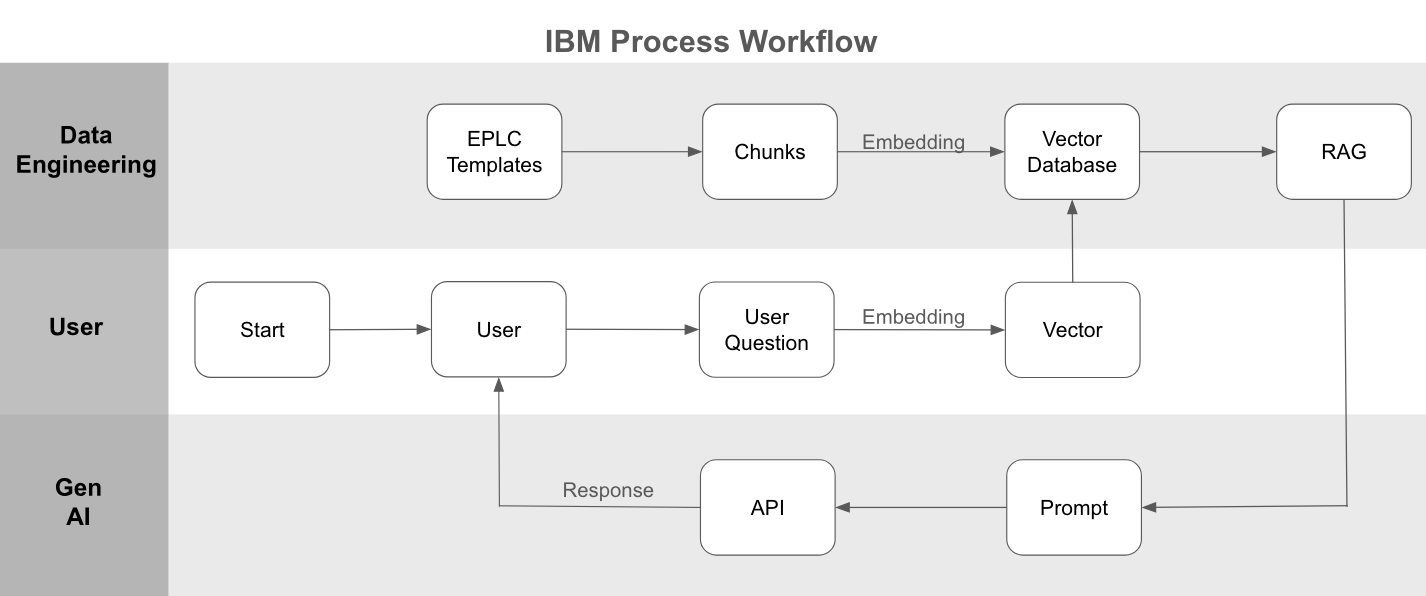 IBM Process Workflow
Data
Engineering
EPLC
Templates
Chunks
Embedding
Vector
Database
RAG
User
Start
User
User
Question
Embedding
Vector
Gen
AI
Response
API
Prompt